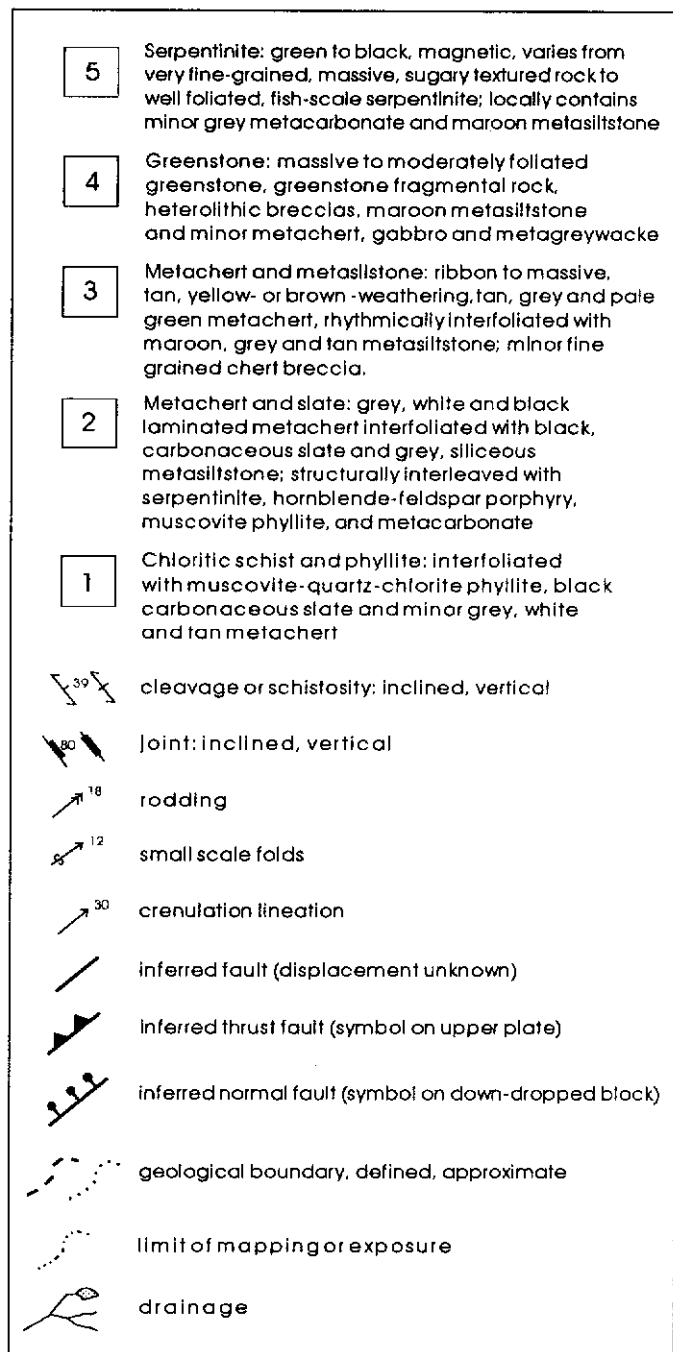 5
Serpentinite: green to black, magnetic, varies from
very fine-grained, massive, sugary textured rock to
well foliated, fish-scale serpentinite; locally contains
minor grey metacarbonate and maroon metasiltstone
4
Greenstone: massive to moderately foliated
greenstone, greenstone fragmental rock,
heterolithic breccias, maroon metasiltstone
and minor metachert, gabbro and metagreywacke
3
Metachert and metasilstone: ribbon to massive,
tan, yellow- or brown -weathering, tan, grey and pale
green metachert, rhythmically interfoliated with
maroon, grey and tan metasiltstone; minor fine
grained chert breccia.
2
Metachert and slate: grey, white and black
laminated metachert interfoliated with black,
carbonaceous slate and grey, siliceous
metasiltstone; structurally interleaved with
serpentinite, hornblende-feldspar porphyry,
muscovite phyllite, and metacarbonate
1
Chloritic schist and phyllite: interfoliated
with muscovite-quartz-chlorite phyllite, black
carbonaceous slate and minor grey, white
and tan metachert
39 cleavage or schistosity: inclined, vertical
80 Joint: inclined, vertical
18 rodding
12 small scale folds
30 crenulation lineation
inferred fault (displacement unknown)
inferred thrust fault (symbol on upper plate)
inferred normal fault (symbol on down-dropped block)
geological boundary, defined, approximate
limit of mapping or exposure
drainage